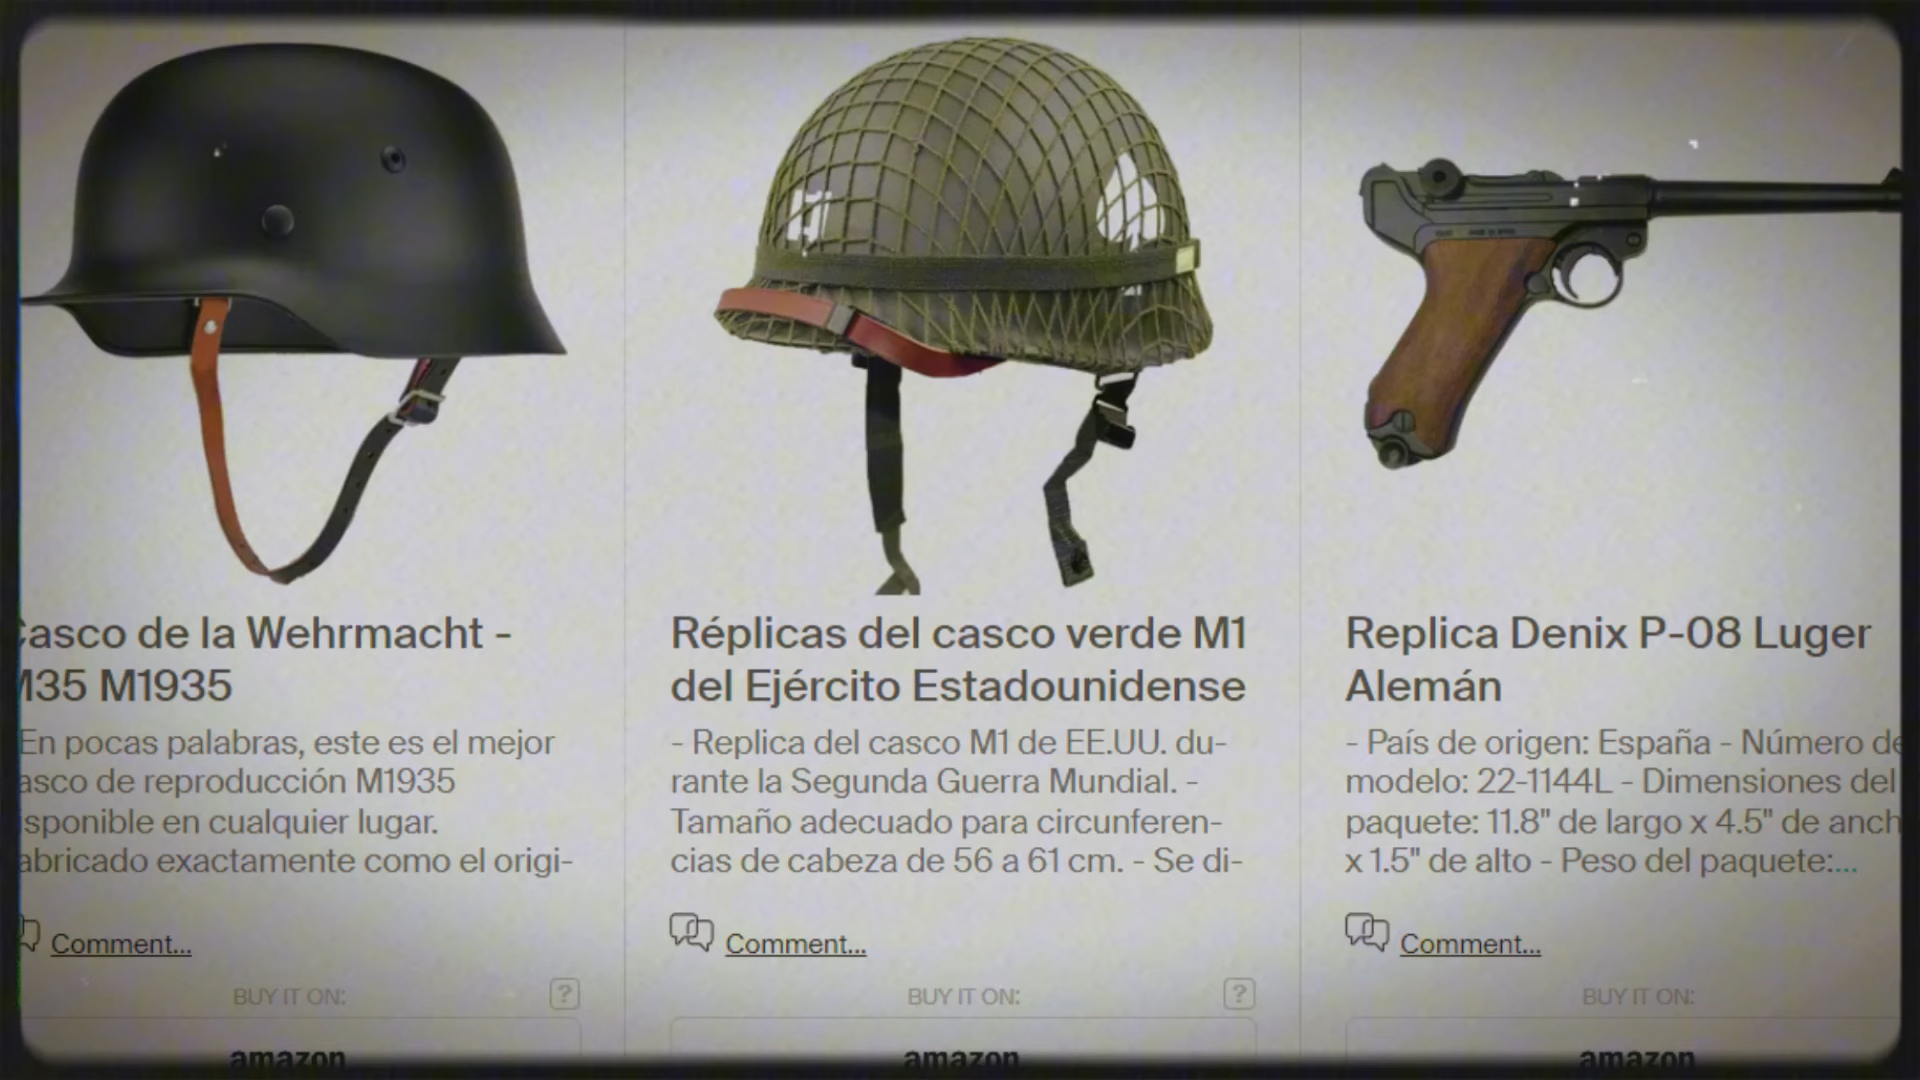 Casco de la Wehrmacht -
M35 M1935
En pocas palabras, este es el mejor
asco de reproducción M1935
isponible en cualquier lugar.
abricado exactamente como el origi-
Comment...
BUY IT ON:
?
amazon
Réplicas del casco verde M1
del Ejército Estadounidense
- Replica del casco M1 de EE.UU. du-
rante la Segunda Guerra Mundial. -
Tamaño adecuado para circunferen-
cias de cabeza de 56 a 61 cm. - Se di-
Comment...
BUY IT ON:
?
amazon
Replica Denix P-08 Luger
Alemán
- País de origen: España - Número de
modelo: 22-1144L - Dimensiones del
paquete: 11.8" de largo x 4.5" de anch
x 1.5" de alto - Peso del paquete:...
Comment...
BUY IT ON:
amazon